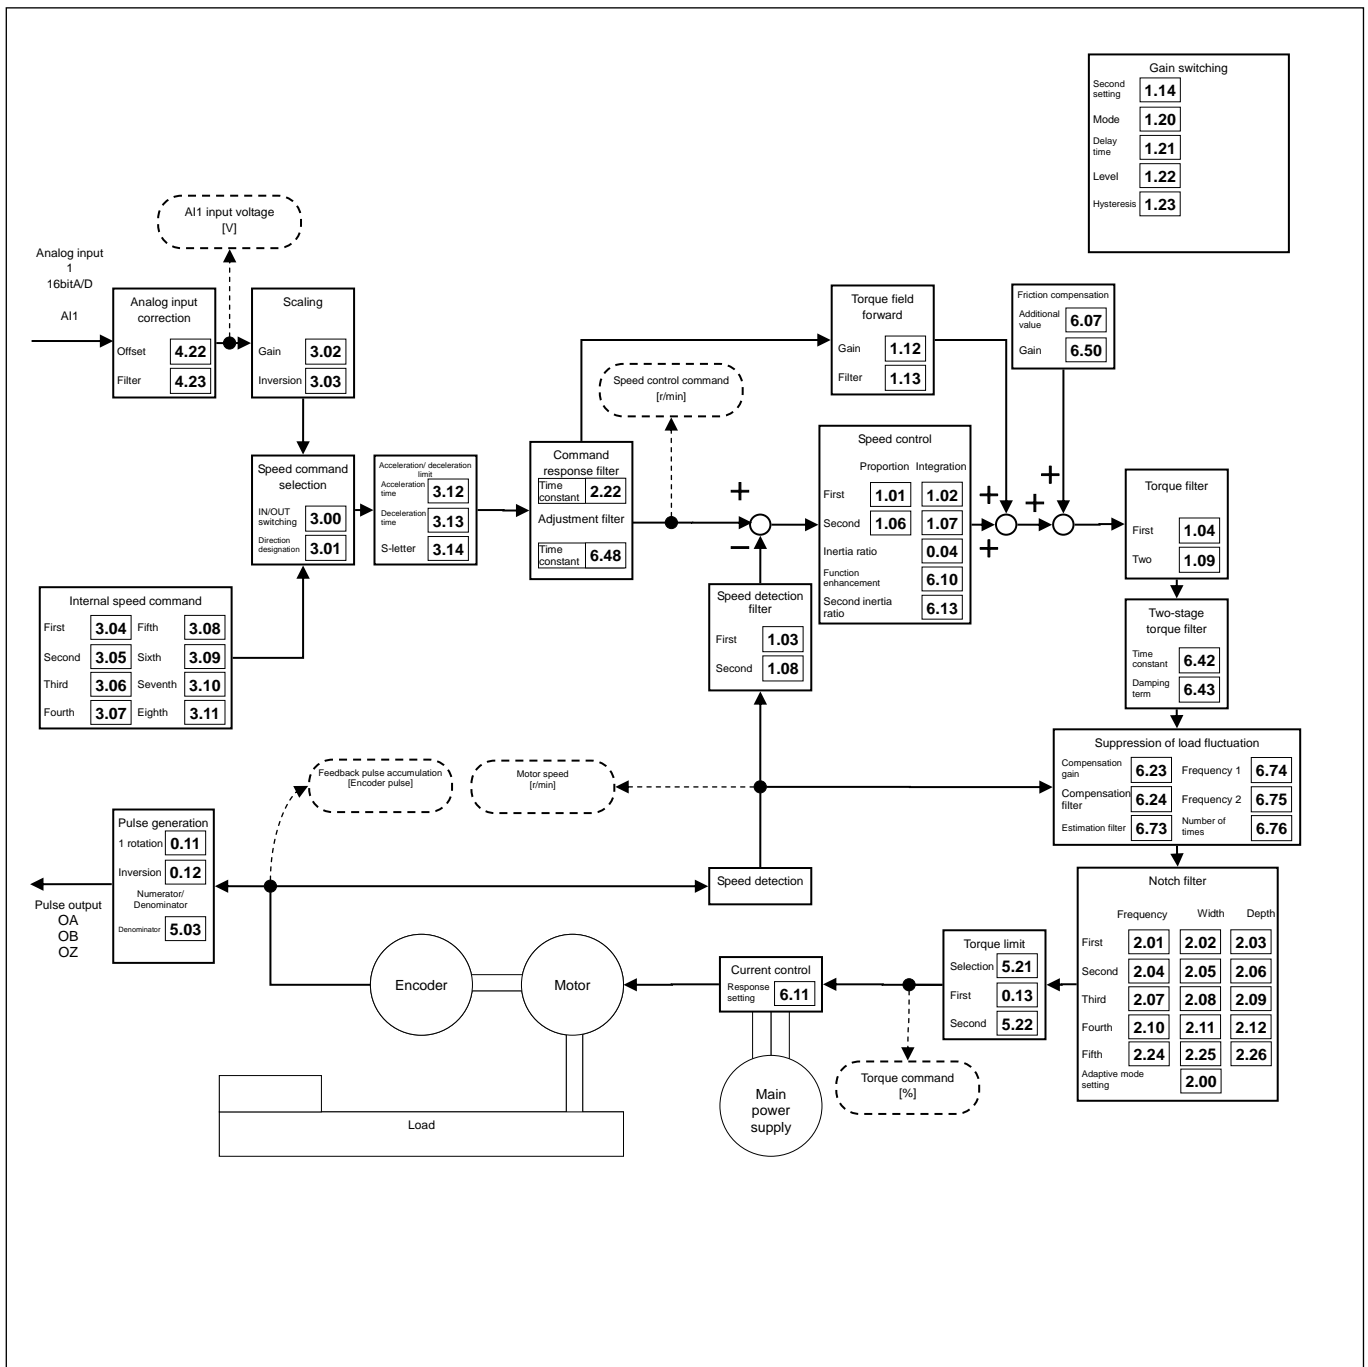 Gain switching
Second
setting
1.14
Mode
1.20
Delay
time
1.21
Level
1.22
Hysteresis
1.23
AI1 input voltage
[V]
Analog input
1
16bitA/D
AI1
Analog input
correction
Offset
4.22
Filter
4.23
Scaling
Gain
3.02
Inversion
3.03
Torque field
forward
Gain
1.12
Filter
1.13
Friction compensation
Additional
value
6.07
Gain
6.50
Speed control command
[r/min]
Speed command
selection
IN/OUT
switching
3.00
Direction
designation
3.01
Acceleration/ deceleration
limit
Acceleration
time
3.12
Deceleration
time
3.13
S-letter
3.14
Command
response filter
Time
constant
2.22
Adjustment filter
Time
constant
6.48
+
−
Speed control
Proportion Integration
First 1.01 1.02
Second 1.06 1.07
Inertia ratio 0.04
Function
enhancement
6.10
Second inertia
ratio
6.13
+
+
+
+
Torque filter
First 1.04
Two 1.09
Internal speed command
First 3.04 Fifth 3.08
Second 3.05 Sixth 3.09
Third 3.06 Seventh 3.10
Fourth 3.07 Eighth 3.11
Speed detection
filter
First 1.03
Second 1.08
Two-stage
torque filter
Time
constant
6.42
Damping
term
6.43
Suppression of load fluctuation
Compensation
gain
6.23
Frequency 1 6.74
Compensation
filter
6.24
Frequency 2 6.75
Estimation filter 6.73
Number of
times
6.76
Feedback pulse accumulation
[Encoder pulse]
Motor speed
[r/min]
Pulse generation
1 rotation 0.11
Inversion 0.12
Numerator/
Denominator
Denominator 5.03
Pulse output
OA
OB
OZ
Speed detection
Notch filter
Frequency Width Depth
First 2.01 2.02 2.03
Second 2.04 2.05 2.06
Third 2.07 2.08 2.09
Fourth 2.10 2.11 2.12
Fifth 2.24 2.25 2.26
Adaptive mode
setting
2.00
Torque limit
Selection 5.21
First 0.13
Second 5.22
Current control
Response
setting
6.11
Encoder
Motor
Torque command
[%]
Main
power
supply
Load